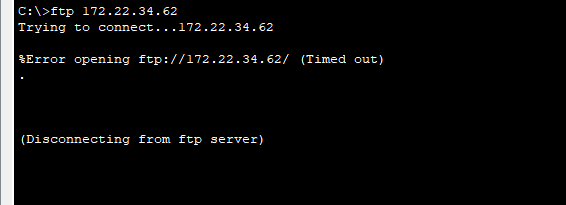 C:\>ftp 172.22.34.62
Trying to connect...172.22.34.62
%Error opening ftp://172.22.34.62/ (Timed out)
.
(Disconnecting from ftp server)